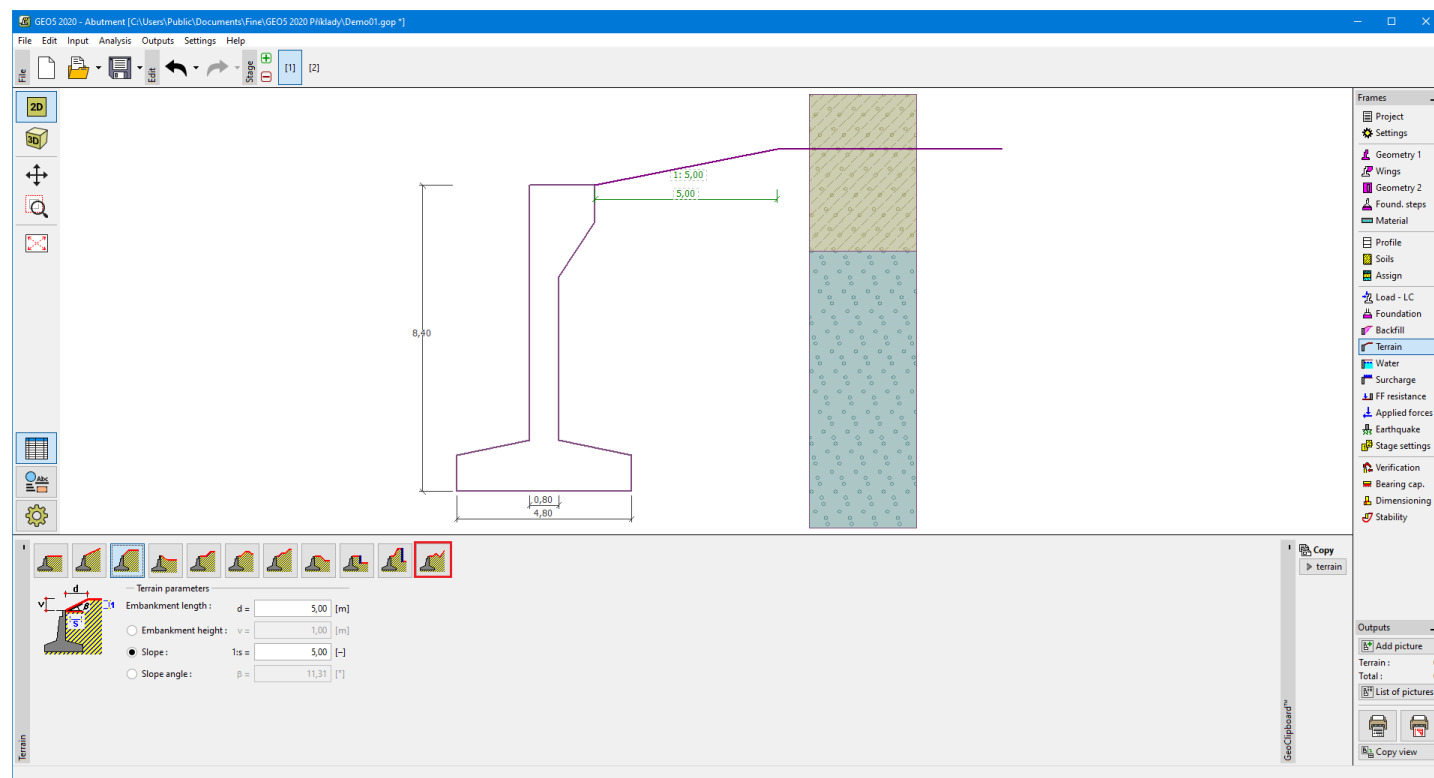 GEO5 2020 - Abutment [C:\Users\Public\Documents\Fine\GEO5 2020 Příklady\Demo01.gop *]
File Edit Input Analysis Outputs Settings Help
File
Edit
Stage
[1] [2]
2D
3D
Abc
1: 5,00
5,00
8,40
0,80
4,80
Frames
Project
Settings
Geometry 1
Wings
Geometry 2
Found. steps
Material
Profile
Soils
Assign
Load - LC
Foundation
Backfill
Terrain
Water
Surcharge
FF resistance
Applied forces
Earthquake
Stage settings
Verification
Bearing cap.
Dimensioning
Stability
Terrain
d
v
β
1
s
Terrain parameters
Embankment length : d = 5,00 [m]
Embankment height : v = 1,00 [m]
Slope : 1:s = 5,00 [–]
Slope angle : β = 11,31 [°]
GeoClipboard™
Copy
terrain
Outputs
Add picture
Terrain :
Total :
List of pictures
Copy view